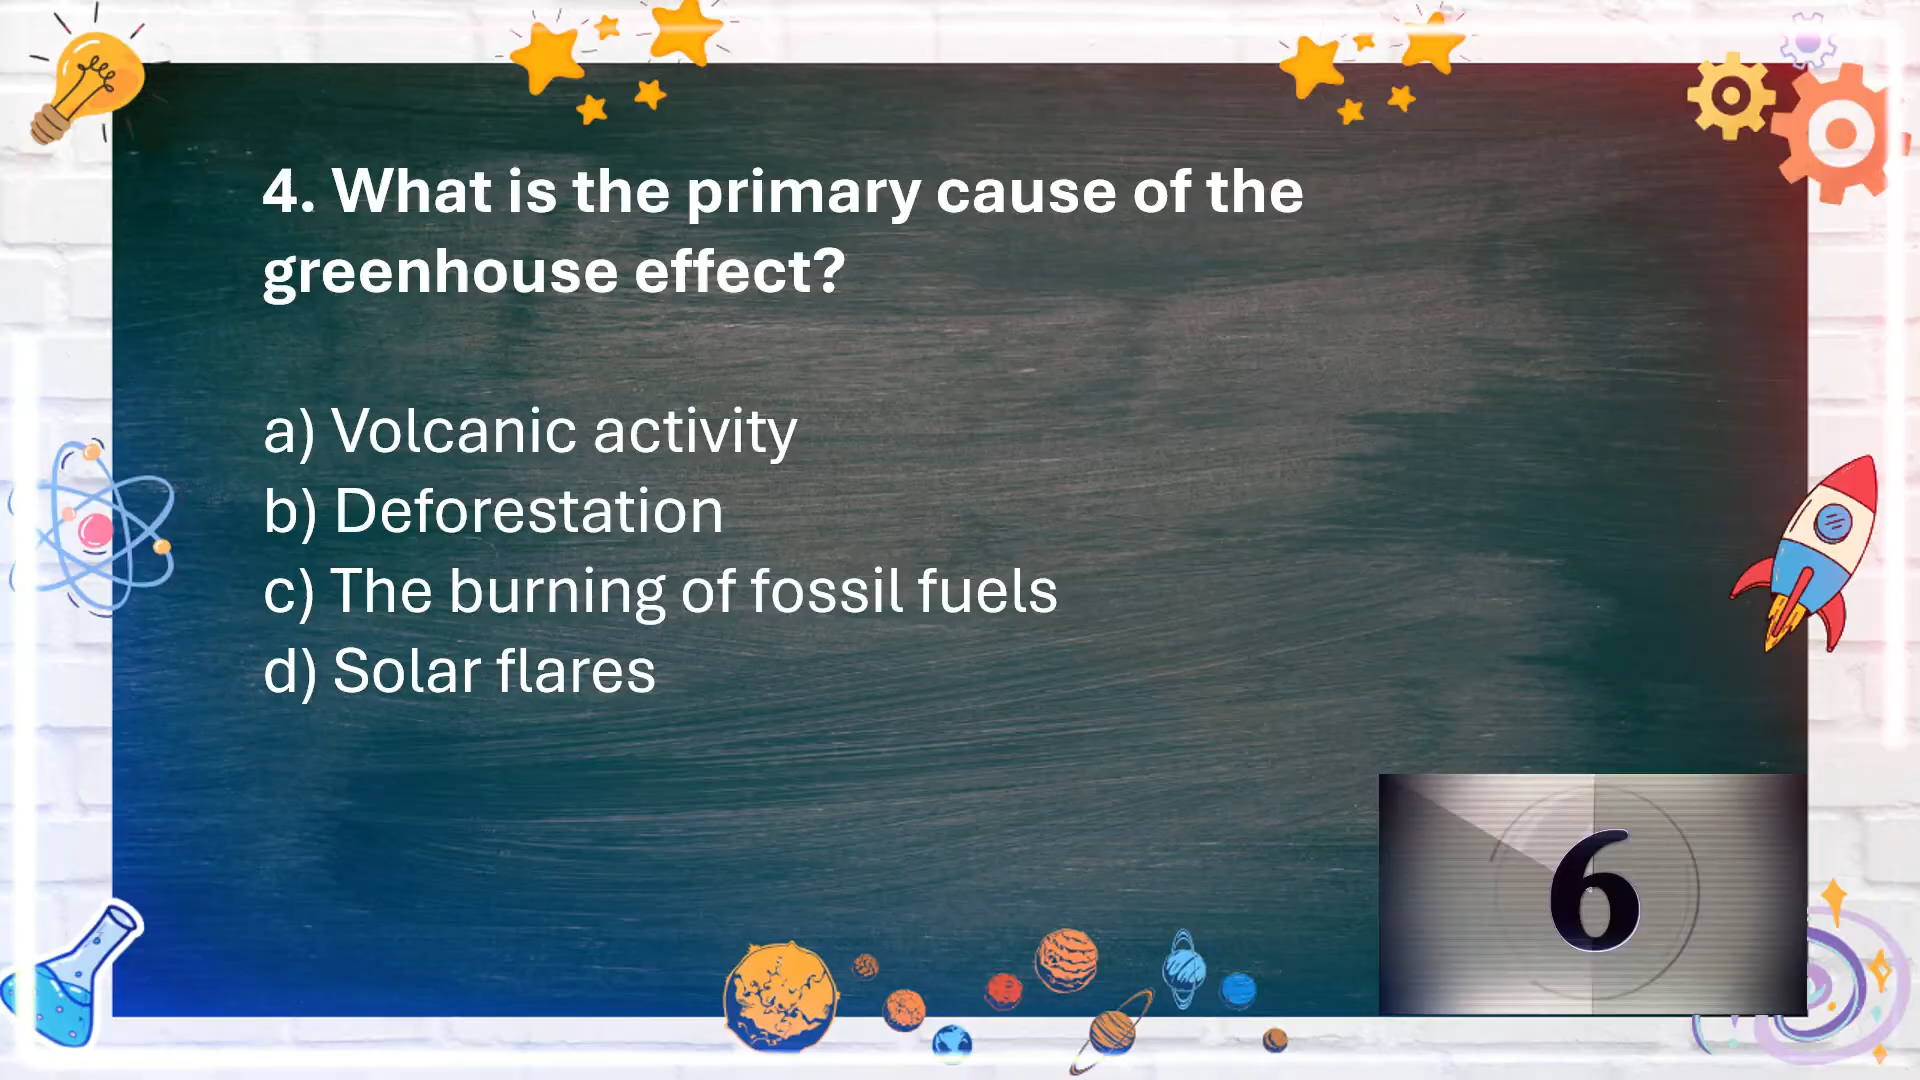 4. What is the primary cause of the
greenhouse effect?
a) Volcanic activity
b) Deforestation
c) The burning of fossil fuels
d) Solar flares
6